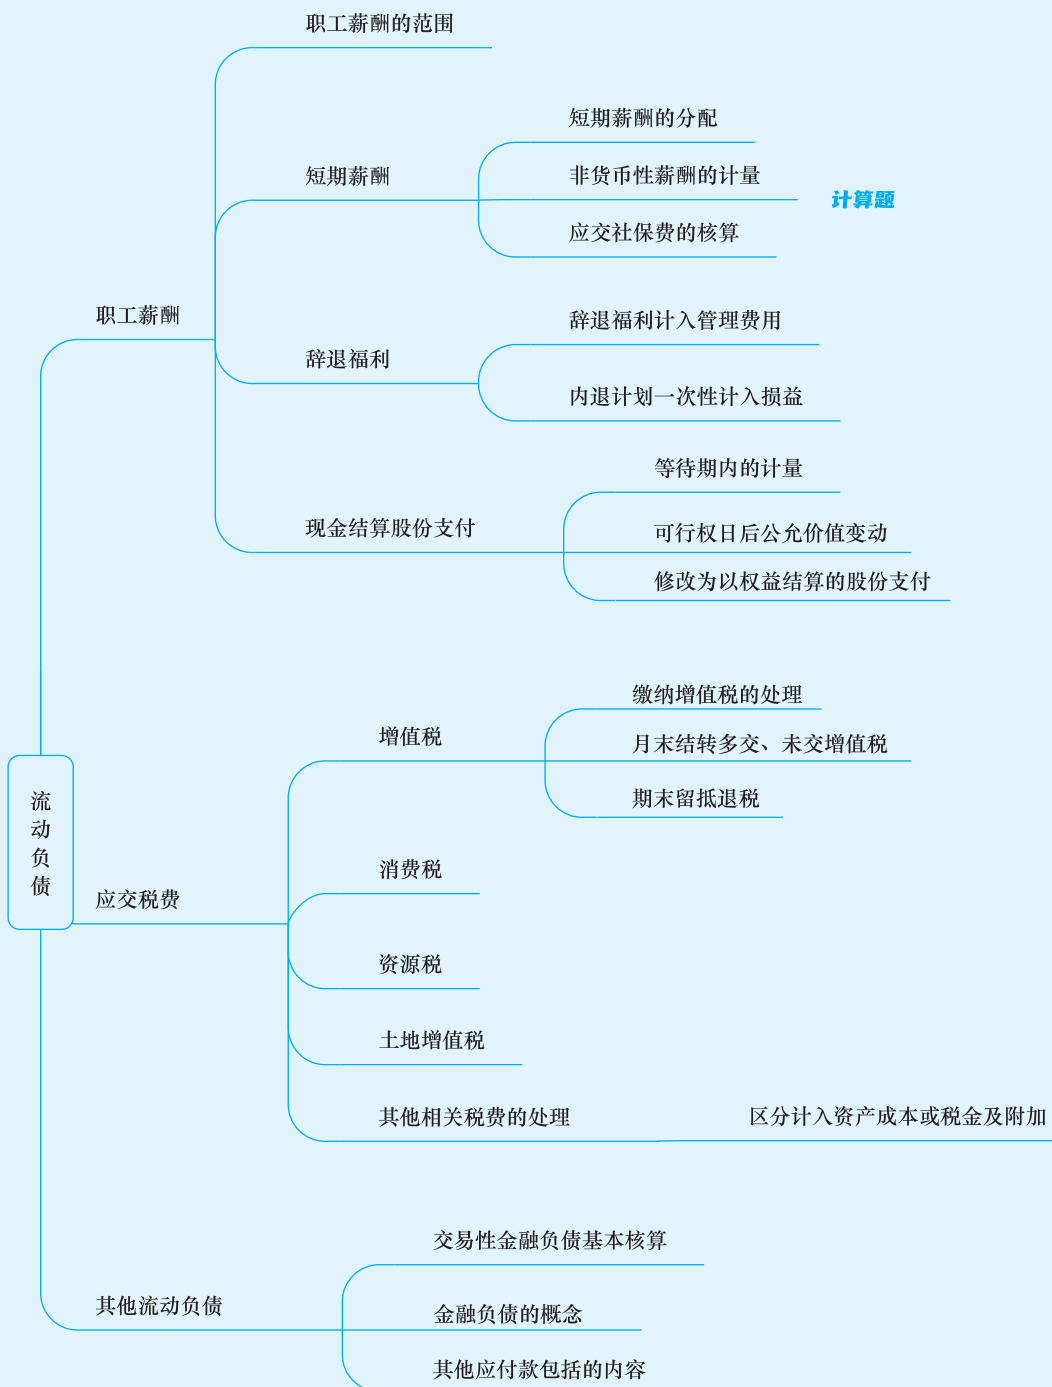 职工薪酬的范围
短期薪酬的分配
短期薪酬
非货币性薪酬的计量
计算题
应交社保费的核算
职工薪酬
辞退福利计入管理费用
辞退福利
内退计划一次性计入损益
等待期内的计量
现金结算股份支付
可行权日后公允价值变动
修改为以权益结算的股份支付
缴纳增值税的处理
增值税
月末结转多交、未交增值税
期末留抵退税
流动负债
消费税
应交税费
资源税
土地增值税
其他相关税费的处理
区分计入资产成本或税金及附加
交易性金融负债基本核算
其他流动负债
金融负债的概念
其他应付款包括的内容